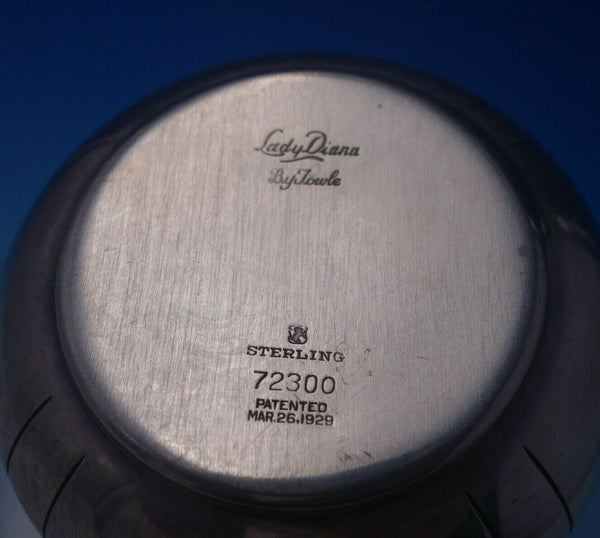 Lady Diana
By Towle
STERLING
72300
PATENTED
MAR.26,1929